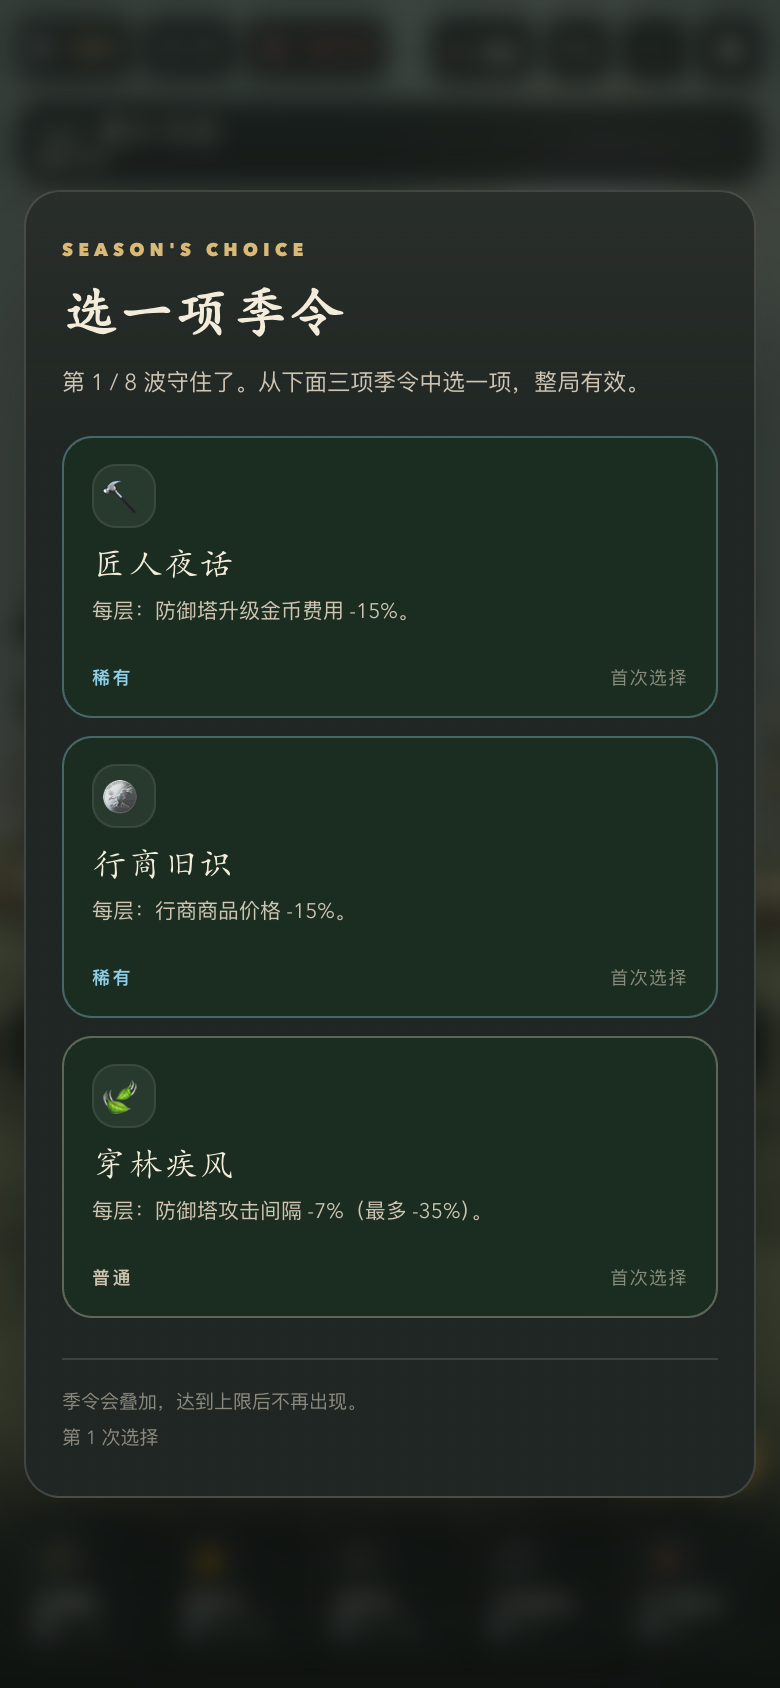 SEASON'S CHOICE
选一项季令
第 1 / 8 波守住了。从下面三项季令中选一项，整局有效。
匠人夜话
每层：防御塔升级金币费用 -15%。
稀有
首次选择
行商旧识
每层：行商商品价格 -15%。
稀有
首次选择
穿林疾风
每层：防御塔攻击间隔 -7%（最多 -35%）。
普通
首次选择
季令会叠加，达到上限后不再出现。
第 1 次选择